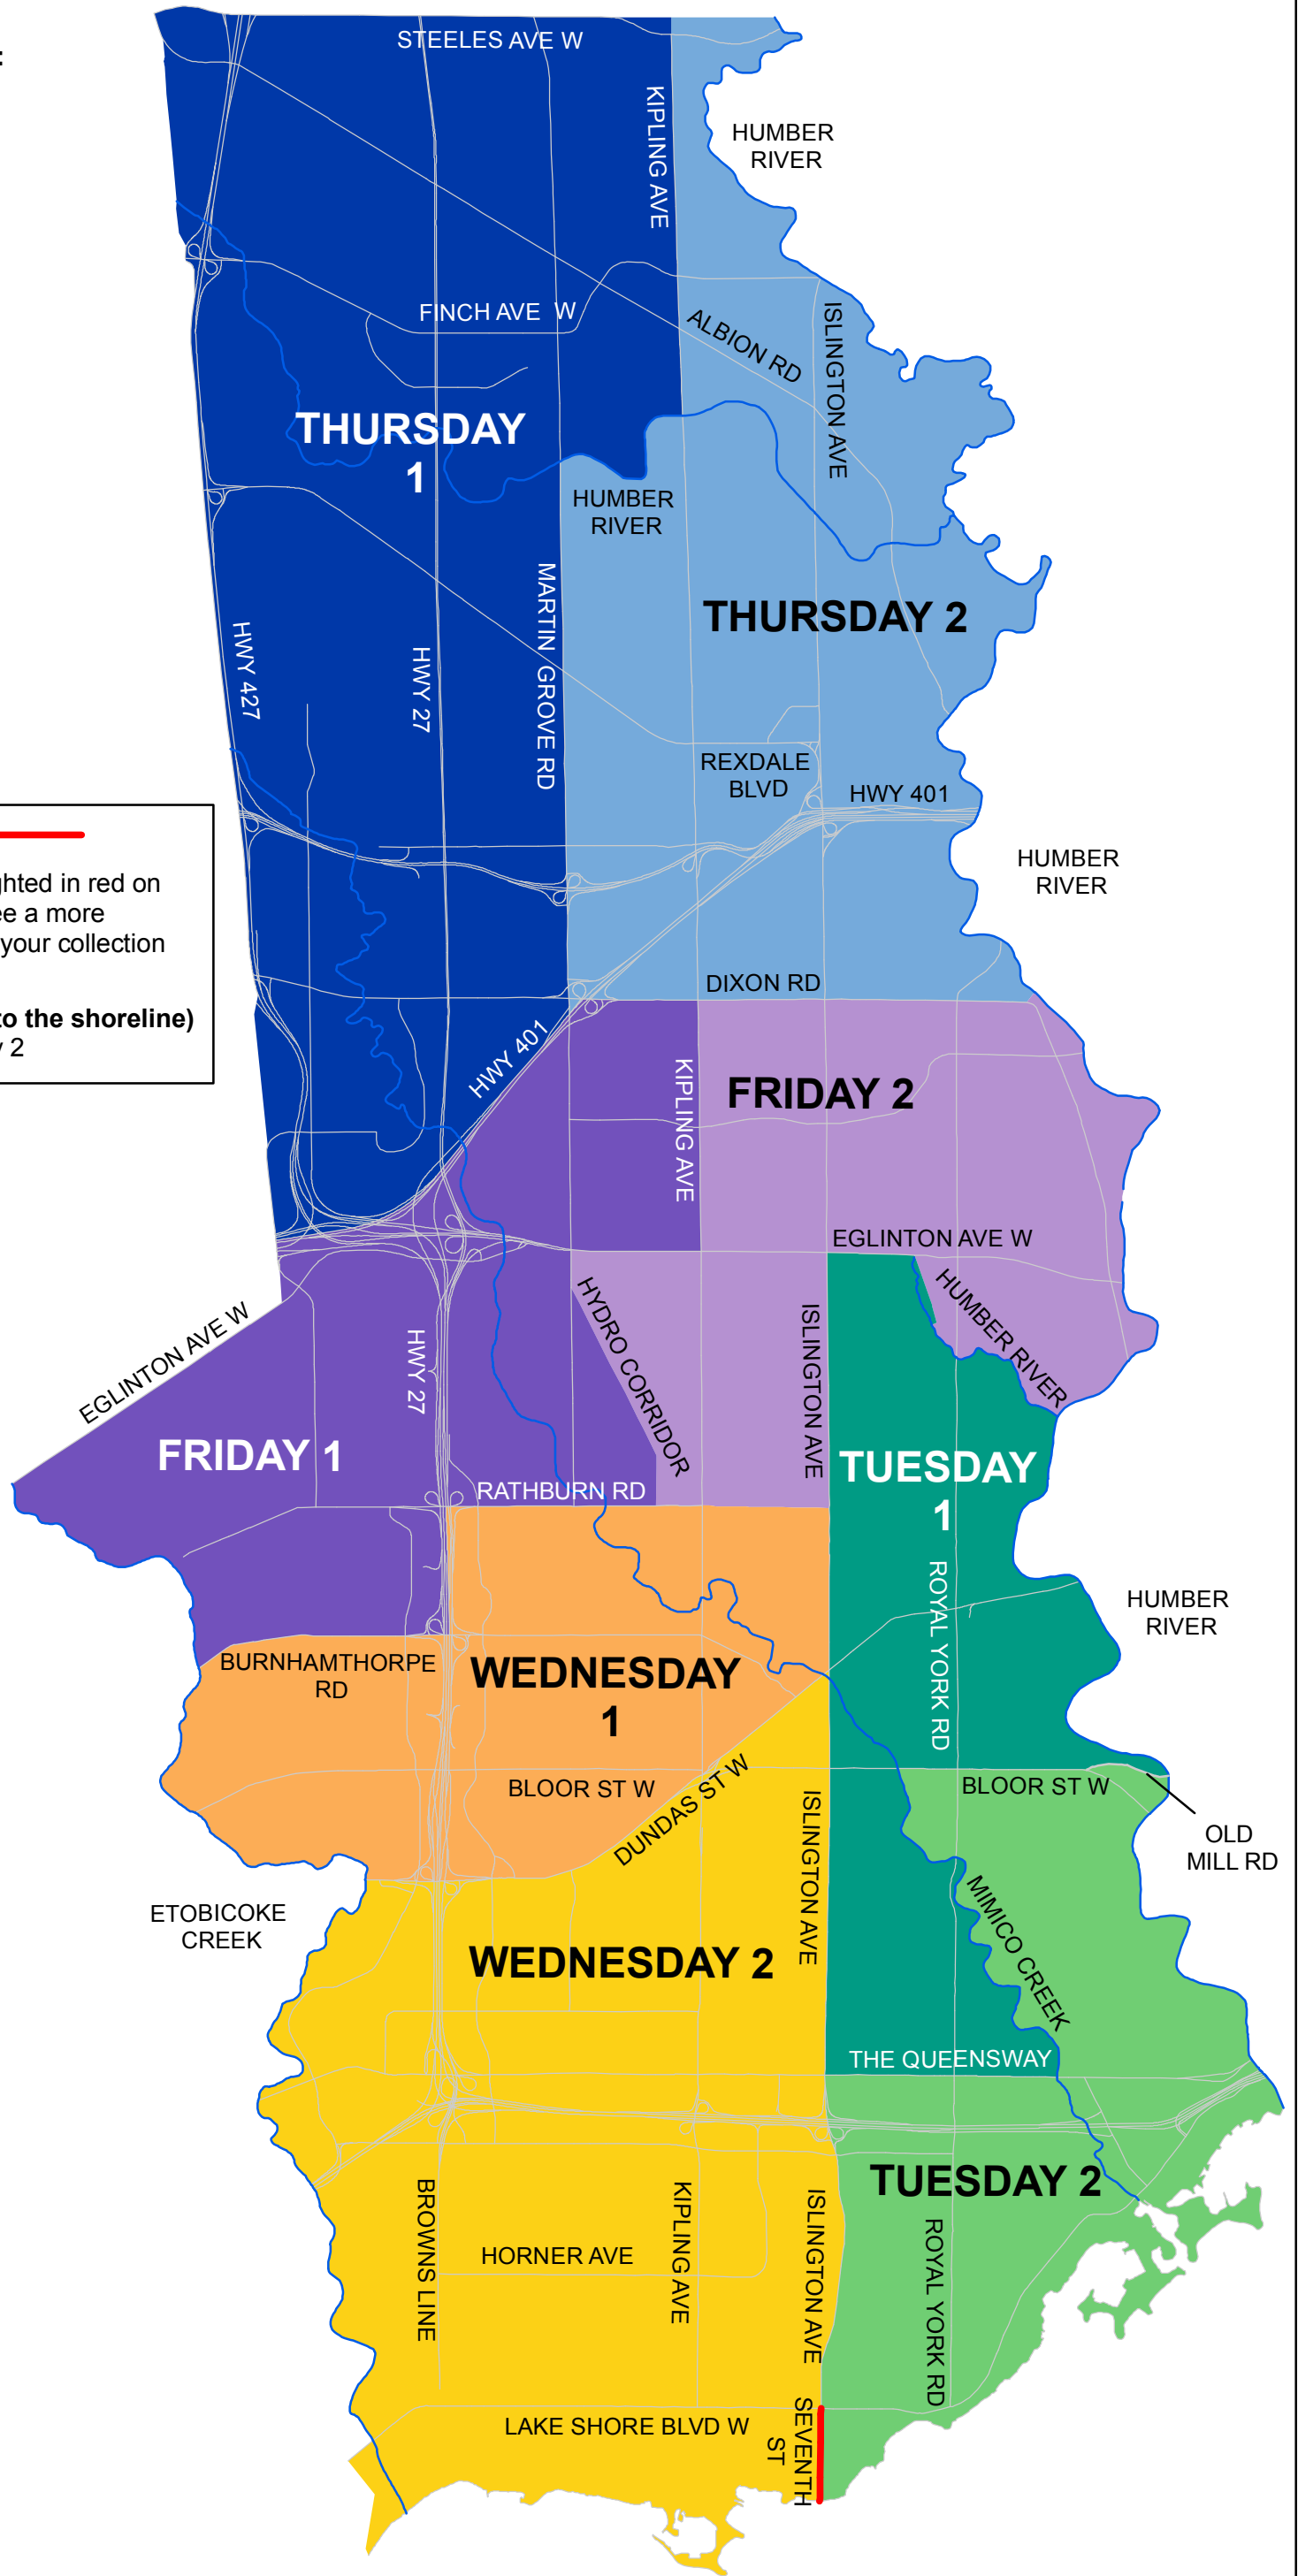 :
STEELES AVE W
KIPLING AVE
HUMBER
RIVER
FINCH AVE W
ALBION RD
ISLINGTON AVE
THURSDAY
1
HUMBER
RIVER
MARTIN GROVE RD
THURSDAY 2
HWY 427
HWY 27
REXDALE
BLVD
HWY 401
HUMBER
RIVER
ghted in red on
ee a more
your collection
to the shoreline)
y 2
DIXON RD
HWY 401
KIPLING AVE
FRIDAY 2
EGLINTON AVE W
HUMBER RIVER
HYDRO CORRIDOR
ISLINGTON AVE
EGLINTON AVE W
HWY 27
FRIDAY 1
TUESDAY
1
RATHBURN RD
ROYAL YORK RD
HUMBER
RIVER
BURNHAMTHORPE
RD
WEDNESDAY
1
BLOOR ST W
DUNDAS ST W
BLOOR ST W
ISLINGTON AVE
OLD
MILL RD
ETOBICOKE
CREEK
MIMICO CREEK
WEDNESDAY 2
THE QUEENSWAY
TUESDAY 2
BROWNS LINE
KIPLING AVE
ISLINGTON AVE
ROYAL YORK RD
HORNER AVE
LAKE SHORE BLVD W
SEVENTH
ST